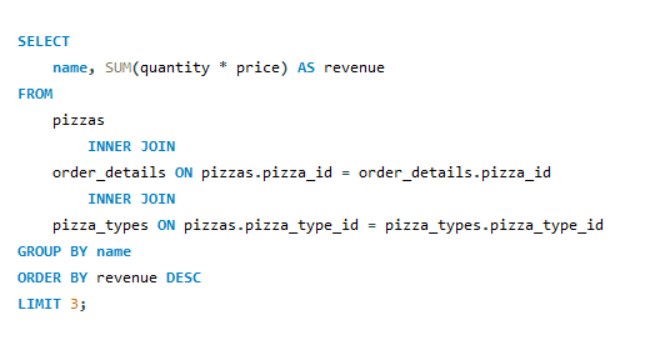 SELECT
name, SUM(quantity * price) AS revenue
FROM
pizzas
INNER JOIN
order_details ON pizzas.pizza_id = order_details.pizza_id
INNER JOIN
pizza_types ON pizzas.pizza_type_id = pizza_types.pizza_type_id
GROUP BY name
ORDER BY revenue DESC
LIMIT 3;